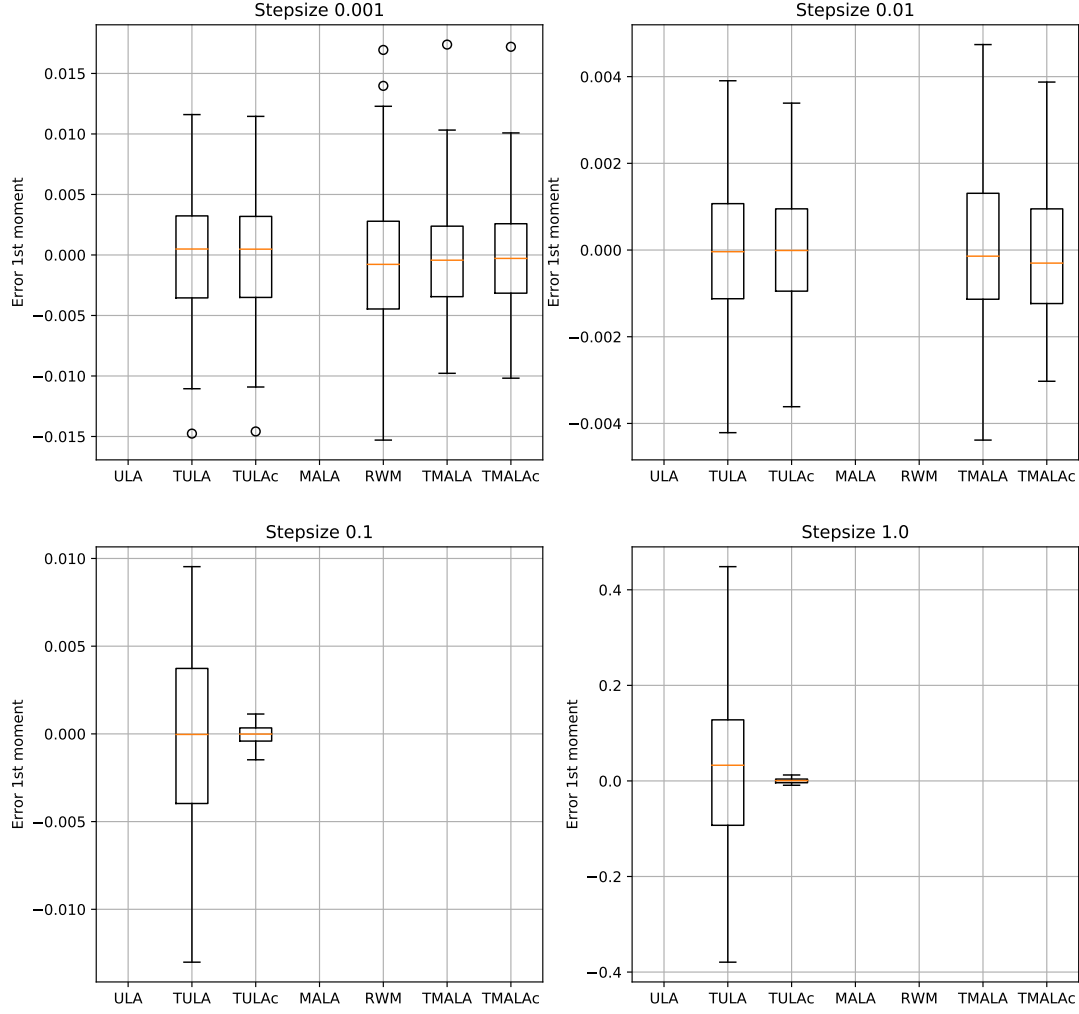 Stepsize 0.001
Error 1st moment
0.015
0.010
0.005
0.000
−0.005
−0.010
−0.015
ULA TULA TULAc MALA RWM TMALA TMALAc
Stepsize 0.01
Error 1st moment
0.004
0.002
0.000
−0.002
−0.004
ULA TULA TULAc MALA RWM TMALA TMALAc
Stepsize 0.1
Error 1st moment
0.010
0.005
0.000
−0.005
−0.010
ULA TULA TULAc MALA RWM TMALA TMALAc
Stepsize 1.0
Error 1st moment
0.4
0.2
0.0
−0.2
−0.4
ULA TULA TULAc MALA RWM TMALA TMALAc